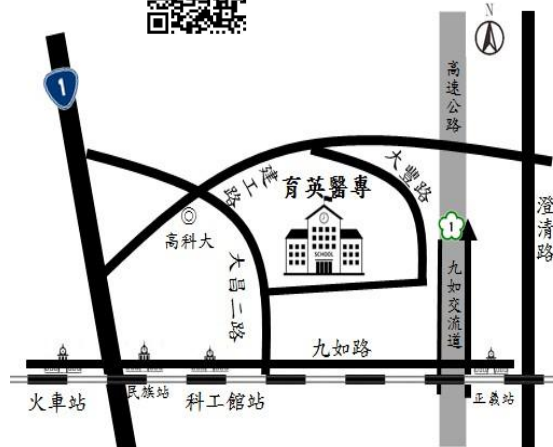 N
1
高速公路
育英醫專
大豐路
建工路
SCHOOL
高科大
1
澄清路
大昌二路
九如交流道
九如路
火車站
民族站
科工館站
正義站